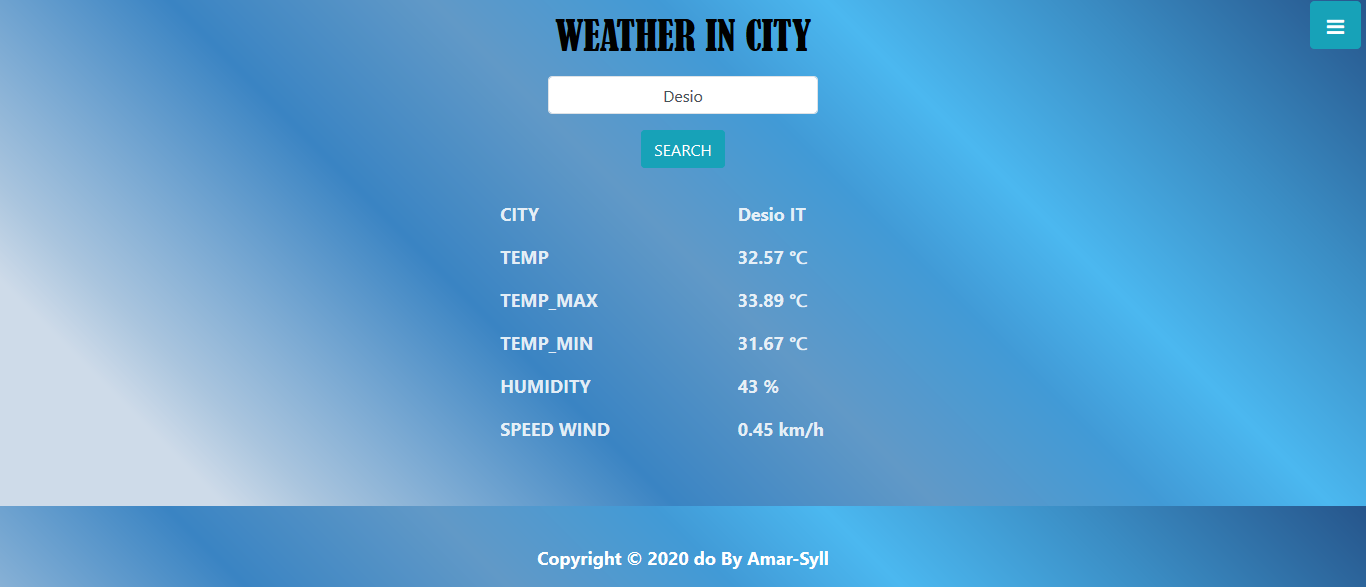 WEATHER IN CITY
Desio
SEARCH
CITY Desio IT
TEMP 32.57 °C
TEMP_MAX 33.89 °C
TEMP_MIN 31.67 °C
HUMIDITY 43 %
SPEED WIND 0.45 km/h
Copyright © 2020 do By Amar-Syll